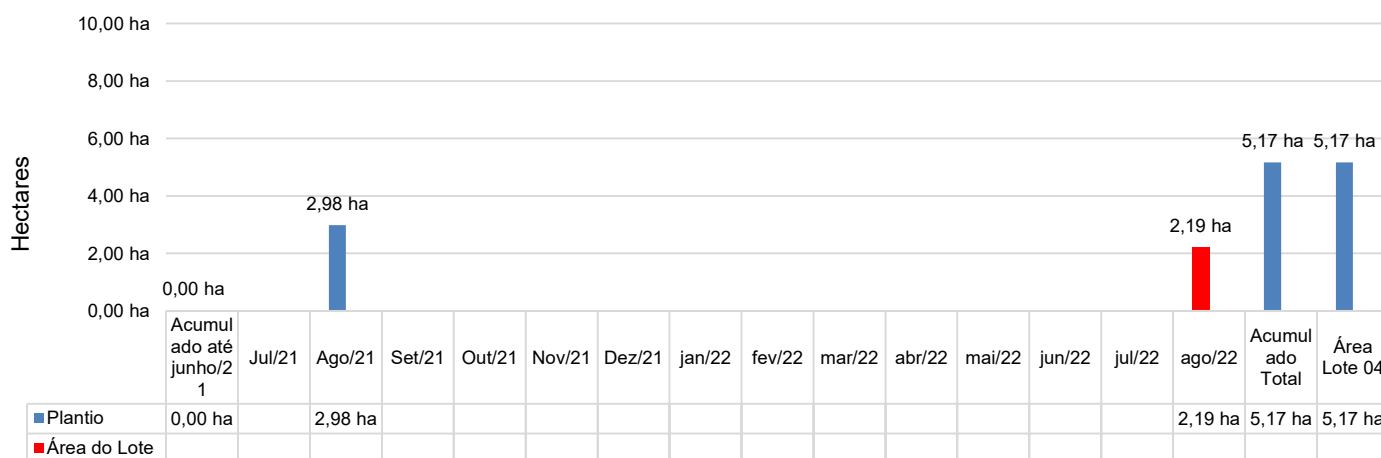 10,00 ha
8,00 ha
6,00 ha
4,00 ha
2,00 ha
0,00 ha
Hectares
0,00 ha
2,98 ha
2,19 ha
5,17 ha
5,17 ha
Acumul
ado até
junho/2
1
Jul/21
Ago/21
Set/21
Out/21
Nov/21
Dez/21
jan/22
fev/22
mar/22
abr/22
mai/22
jun/22
jul/22
ago/22
Acumul
ado
Total
Área
Lote 04
Plantio 0,00 ha 2,98 ha 2,19 ha 5,17 ha 5,17 ha
Área do Lote